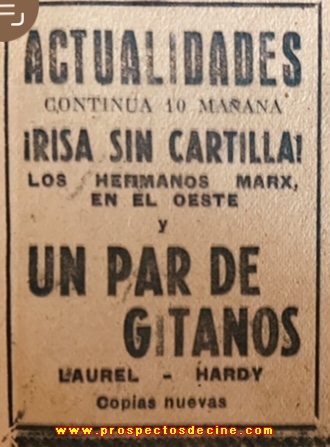 ACTUALIDADES
CONTINUA 10 MAÑANA
¡RISA SIN CARTILLA!
LOS HERMANOS MARX,
EN EL OESTE
y
UN PAR DE
GITANOS
LAUREL - HARDY
Copias nuevas
www.prospectosdecine.com